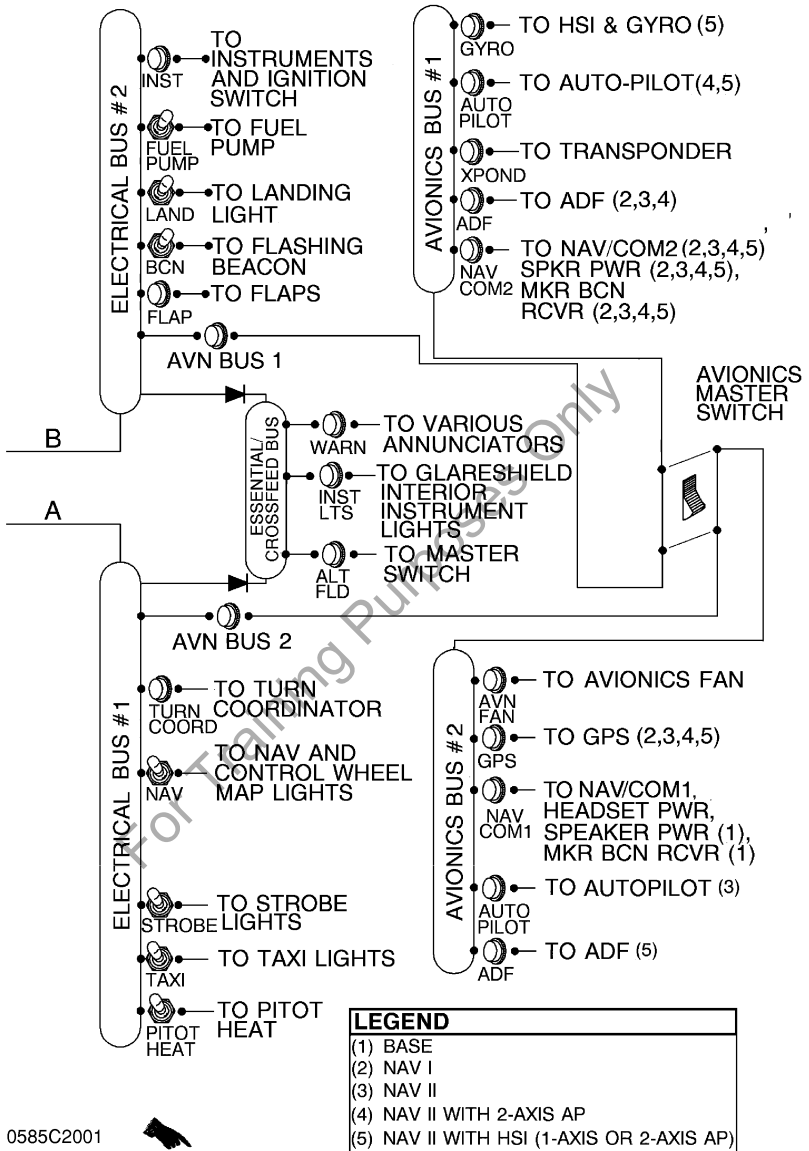 ELECTRICAL BUS # 2
INST
TO
INSTRUMENTS
AND IGNITION
SWITCH
FUEL
PUMP
TO FUEL
PUMP
LAND
TO LANDING
LIGHT
BCN
TO FLASHING
BEACON
FLAP
TO FLAPS
AVN BUS 1
AVIONICS BUS #1
GYRO
TO HSI & GYRO (5)
AUTO
PILOT
TO AUTO-PILOT(4,5)
XPOND
TO TRANSPONDER
ADF
TO ADF (2,3,4)
NAV
COM2
TO NAV/COM2 (2,3,4,5)
SPKR PWR (2,3,4,5),
MKR BCN
RCVR (2,3,4,5)
AVIONICS
MASTER
SWITCH
B
A
ESSENTIAL/
CROSSFEED BUS
WARN
TO VARIOUS
ANNUNCIATORS
INST
LTS
TO GLARESHIELD
INTERIOR
INSTRUMENT
LIGHTS
ALT
FLD
TO MASTER
SWITCH
ELECTRICAL BUS #1
AVN BUS 2
TURN
COORD
TO TURN
COORDINATOR
NAV
TO NAV AND
CONTROL WHEEL
MAP LIGHTS
STROBE
TO STROBE
LIGHTS
TAXI
TO TAXI LIGHTS
PITOT
HEAT
TO PITOT
HEAT
AVIONICS BUS # 2
AVN
FAN
TO AVIONICS FAN
GPS
TO GPS (2,3,4,5)
NAV
COM1
TO NAV/COM1,
HEADSET PWR,
SPEAKER PWR (1),
MKR BCN RCVR (1)
AUTO
PILOT
TO AUTOPILOT (3)
ADF
TO ADF (5)
For Training Purposes Only
LEGEND
(1) BASE
(2) NAV I
(3) NAV II
(4) NAV II WITH 2-AXIS AP
(5) NAV II WITH HSI (1-AXIS OR 2-AXIS AP)
0585C2001